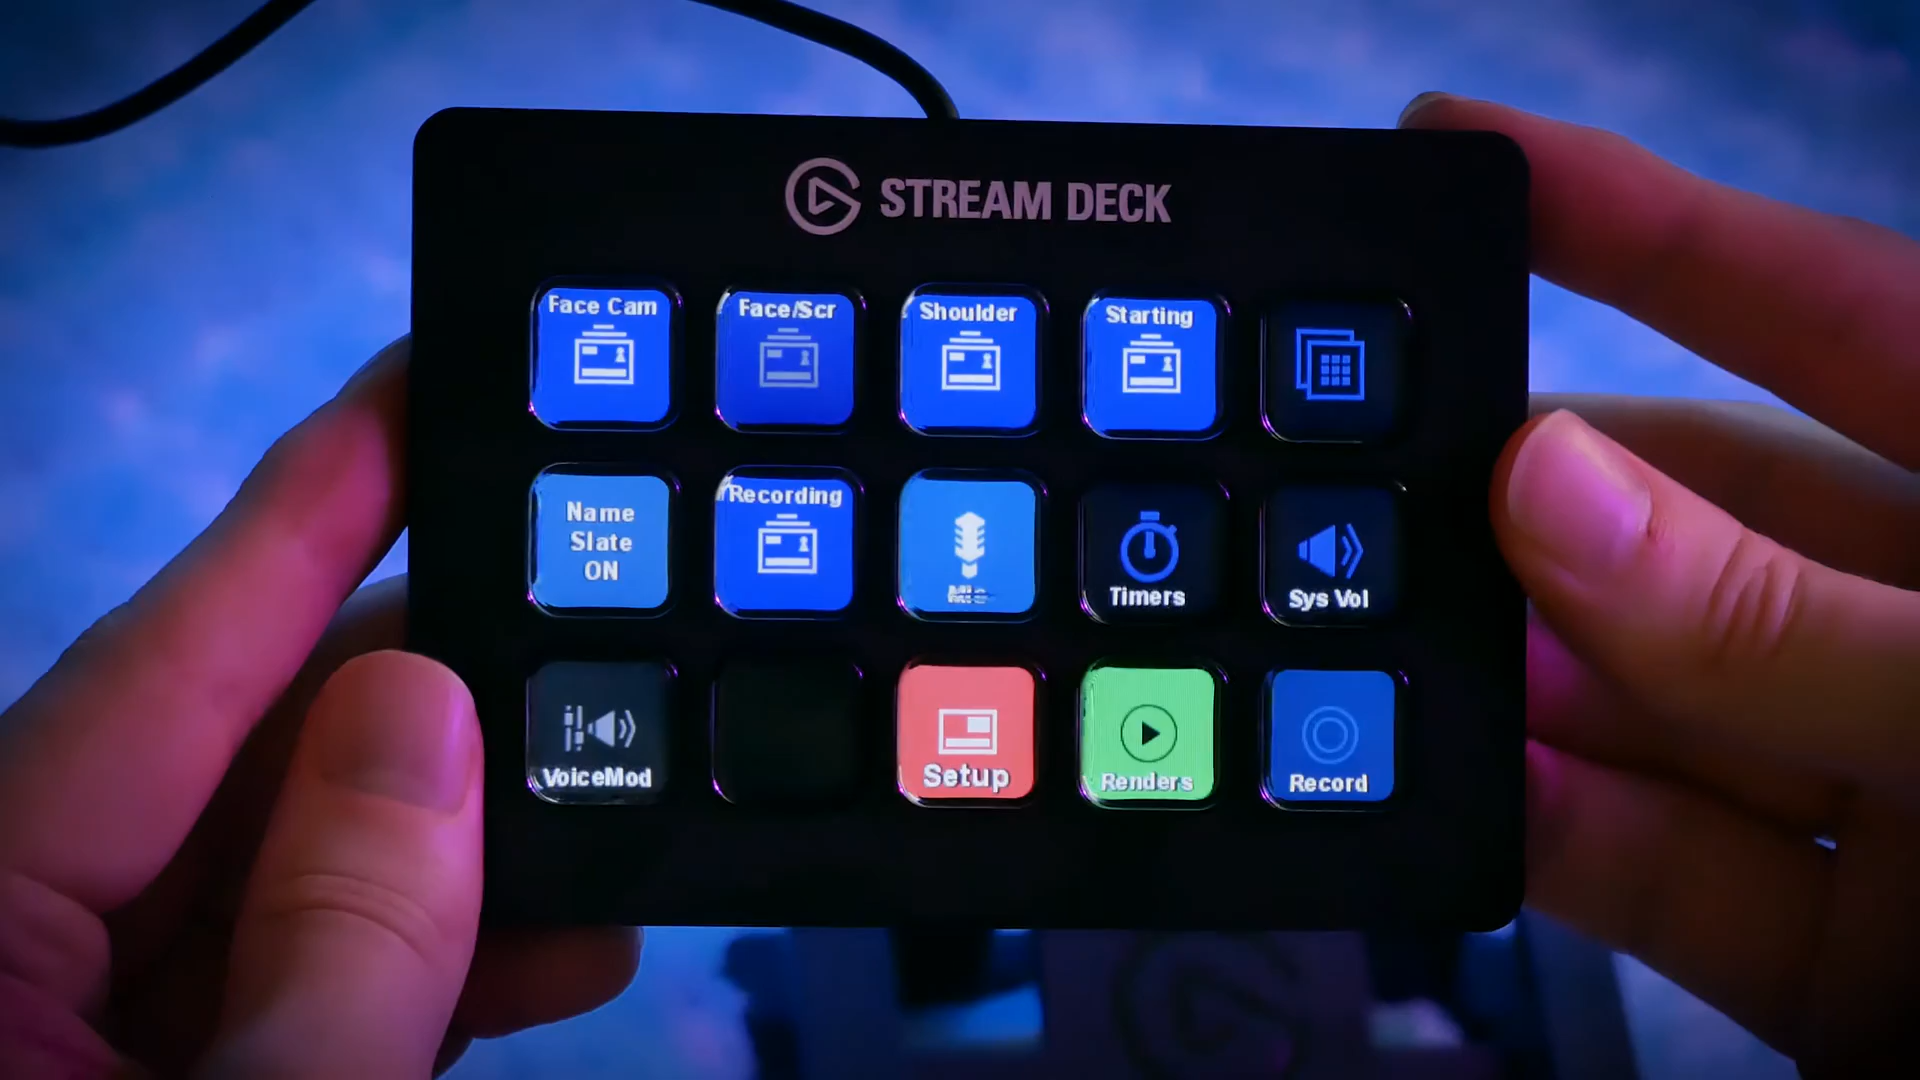 STREAM DECK
Face Cam
Face/Scr
Shoulder
Starting
Name
Slate
ON
Recording
Timers
Sys Vol
VoiceMod
Setup
Renders
Record